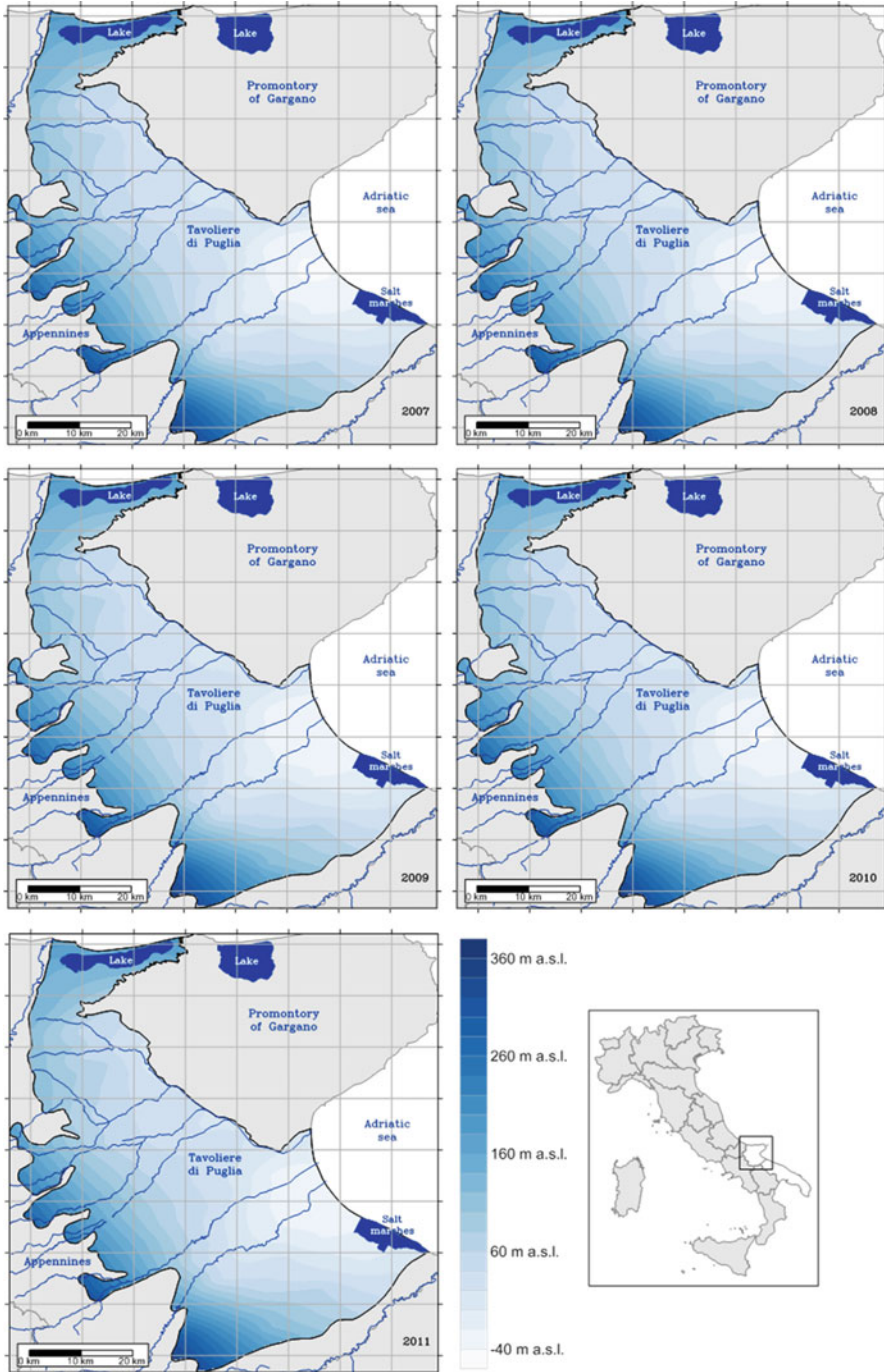 Lake
Lake
Promontory
of Gargano
Adriatic
sea
Tavoliere
di Puglia
Salt
marches
Appennines
0 km
10 km
20 km
2007
Lake
Lake
Promontory
of Gargano
Adriatic
sea
Tavoliere
di Puglia
Salt
marches
Appennines
0 km
10 km
20 km
2008
Lake
Lake
Promontory
of Gargano
Adriatic
sea
Tavoliere
di Puglia
Salt
marches
Appennines
0 km
10 km
20 km
2009
Lake
Lake
Promontory
of Gargano
Adriatic
sea
Tavoliere
di Puglia
Salt
marches
Appennines
0 km
10 km
20 km
2010
Lake
Lake
Promontory
of Gargano
Adriatic
sea
Tavoliere
di Puglia
Salt
marches
Appennines
0 km
10 km
20 km
2011
360 m a.s.l.
260 m a.s.l.
160 m a.s.l.
60 m a.s.l.
-40 m a.s.l.